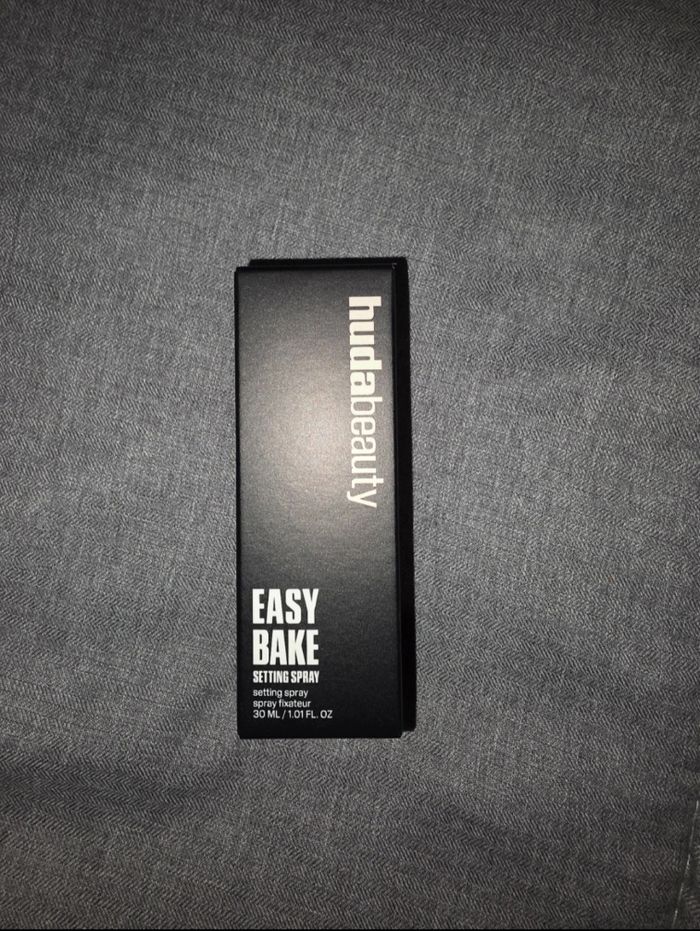 hudabeauty
EASY
BAKE
SETTING SPRAY
setting spray
spray fixateur
30 ML / 1.01 FL. OZ